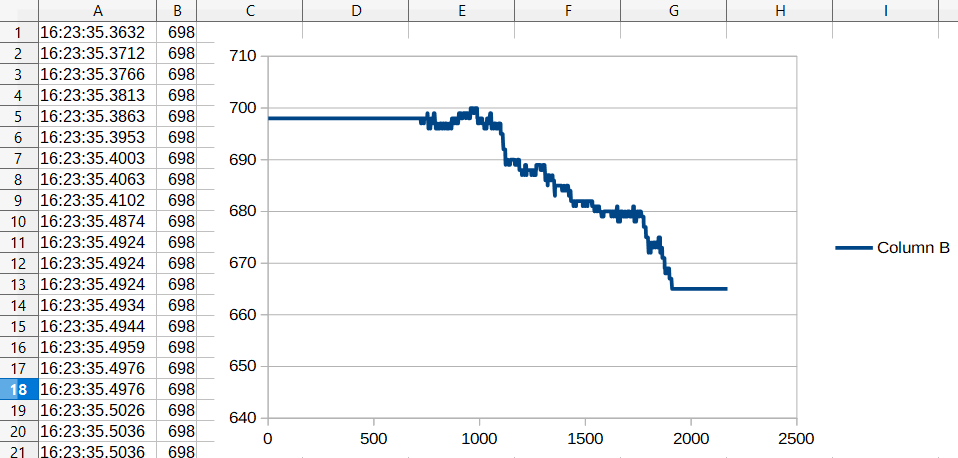 A B C D E F G H I
1 16:23:35.3632 698
2 16:23:35.3712 698
3 16:23:35.3766 698
4 16:23:35.3813 698
5 16:23:35.3863 698
6 16:23:35.3953 698
7 16:23:35.4003 698
8 16:23:35.4063 698
9 16:23:35.4102 698
10 16:23:35.4874 698
11 16:23:35.4924 698
12 16:23:35.4924 698
13 16:23:35.4924 698
14 16:23:35.4934 698
15 16:23:35.4944 698
16 16:23:35.4959 698
17 16:23:35.4976 698
18 16:23:35.4976 698
19 16:23:35.5026 698
20 16:23:35.5036 698
21 16:23:35.5036 698
710
700
690
680
670
660
650
640
0 500 1000 1500 2000 2500
Column B